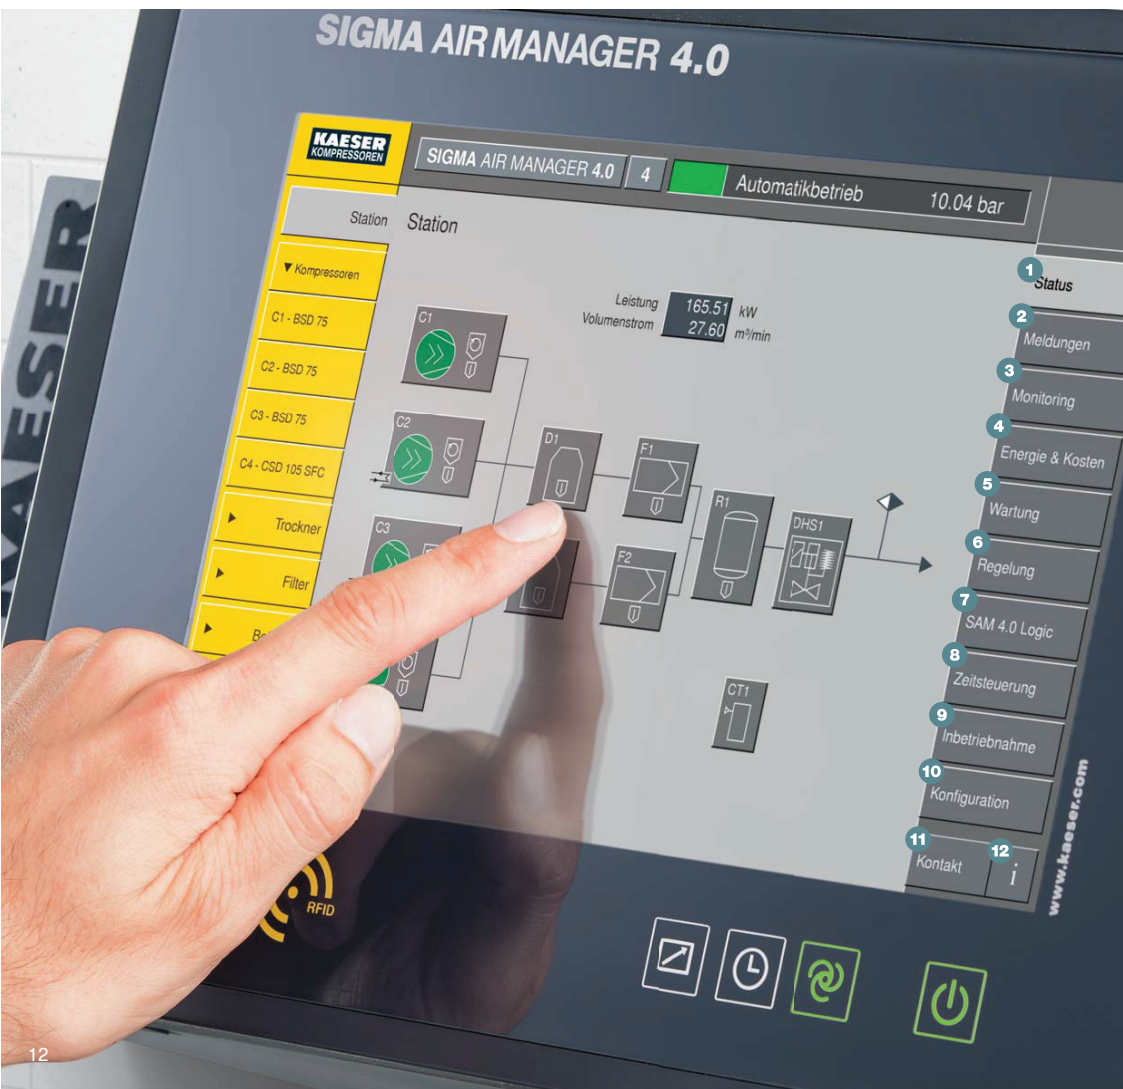 SIGMA AIR MANAGER 4.0
KAESER
KOMPRESSOREN
SIGMA AIR MANAGER 4.0
4
Automatikbetrieb
10.04 bar
Station
Station
▼ Kompressoren
C1 - BSD 75
C2 - BSD 75
C3 - BSD 75
C4 - CSD 105 SFC
Trockner
Filter
Leistung 165.51 kW
Volumenstrom 27.60 m³/min
C1
C2
C3
D1
F1
F2
R1
DHS1
CT1
1
Status
2
Meldungen
3
Monitoring
4
Energie & Kosten
5
Wartung
6
Regelung
7
SAM 4.0 Logic
8
Zeitsteuerung
9
Inbetriebnahme
10
Konfiguration
11
Kontakt
12
i
www.kaeser.com
KAESER
RFID
12